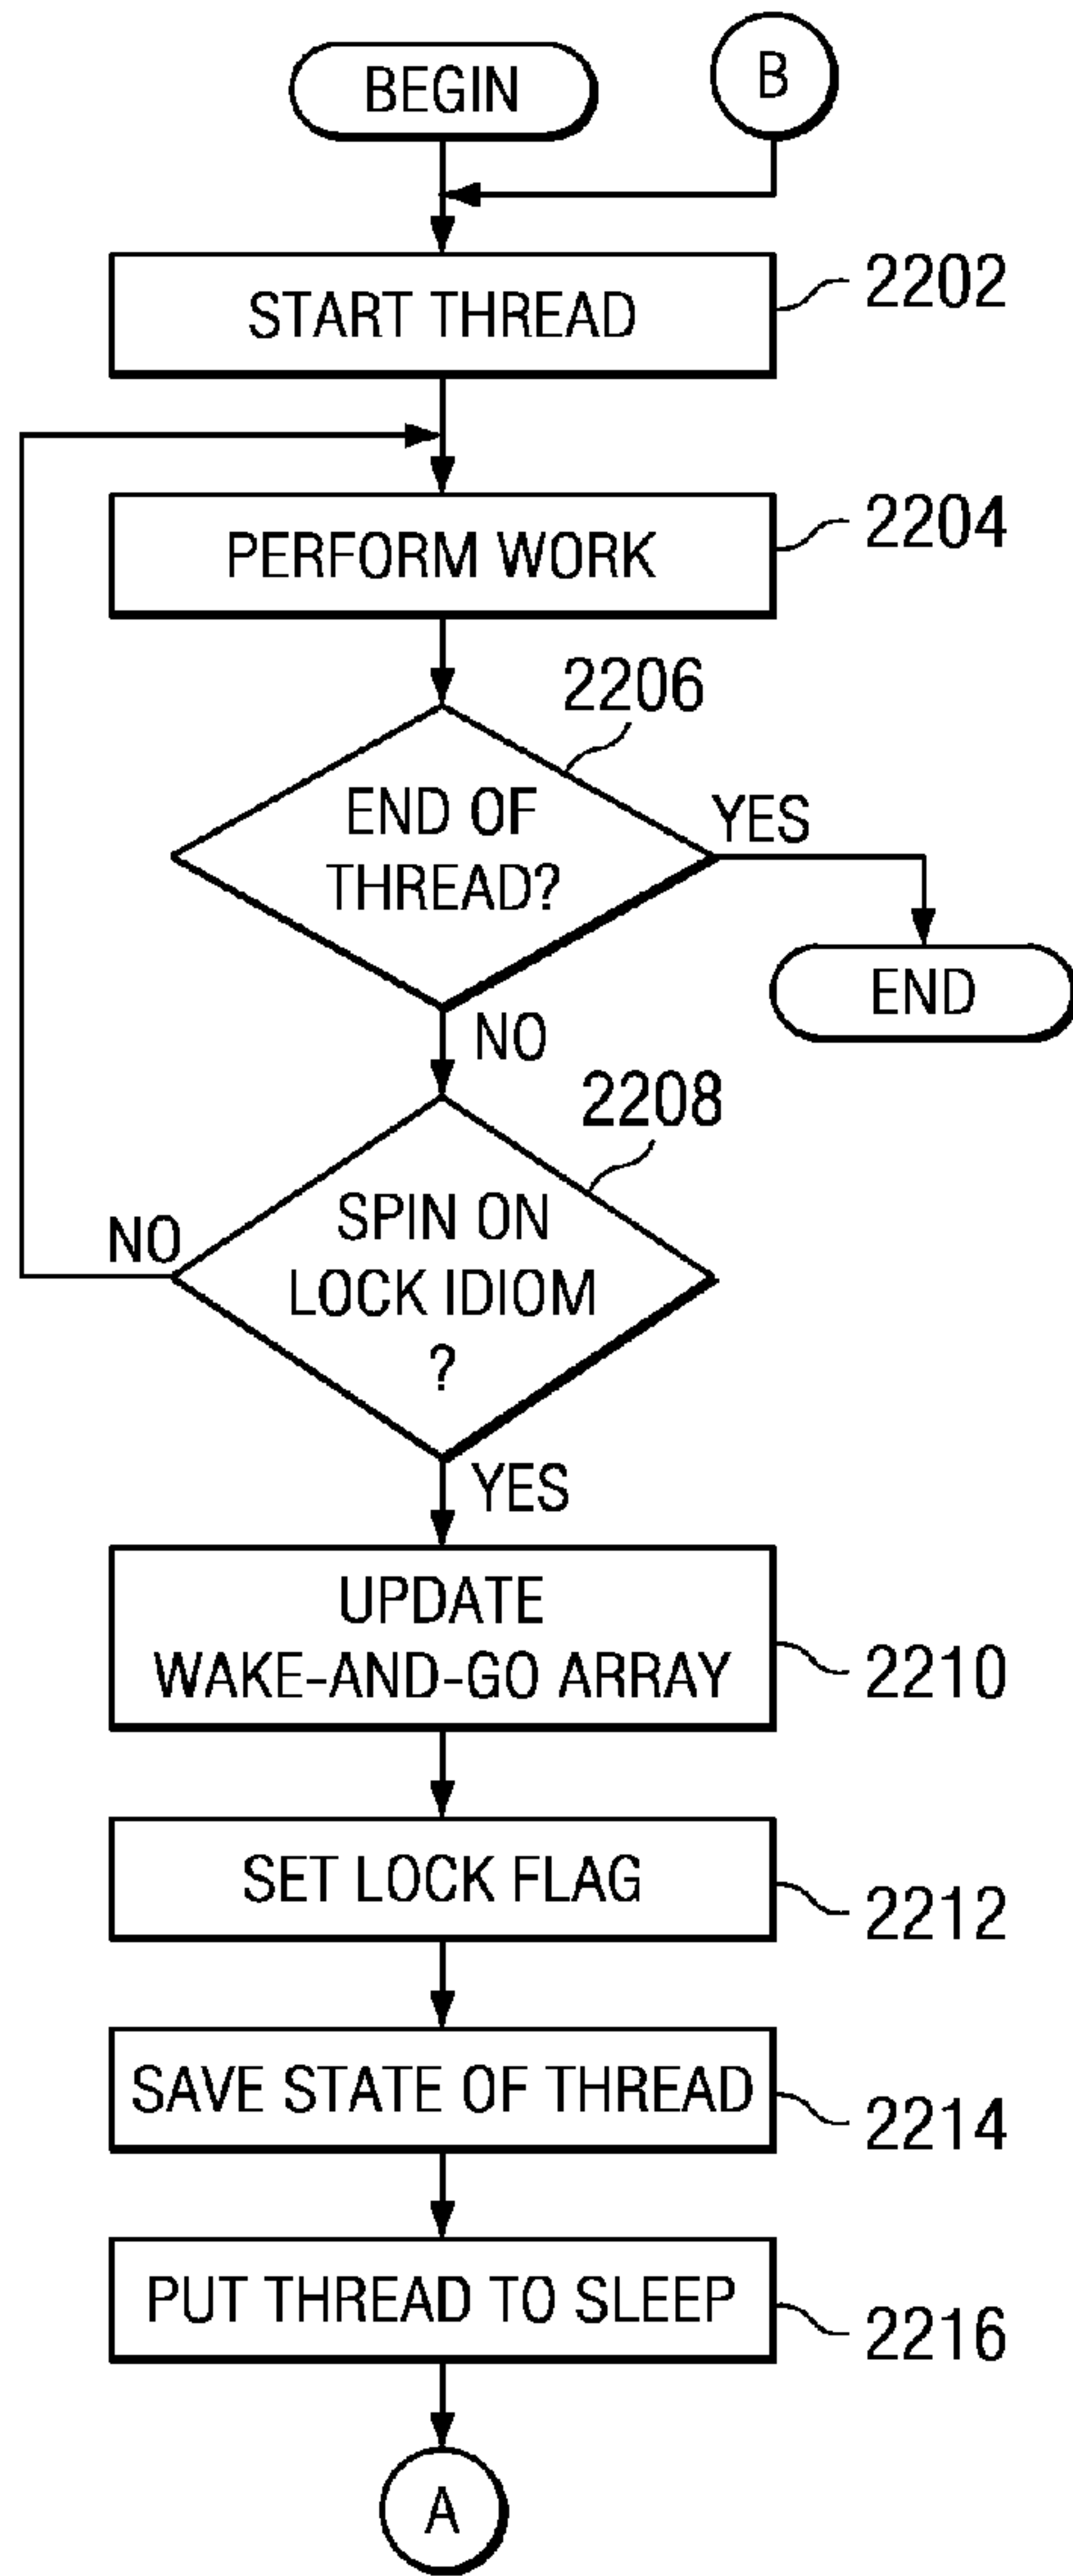 BEGIN
B
START THREAD
2202
PERFORM WORK
2204
2206
END OF
THREAD?
YES
END
NO
2208
SPIN ON
LOCK IDIOM
?
NO
YES
UPDATE
WAKE-AND-GO ARRAY
2210
SET LOCK FLAG
2212
SAVE STATE OF THREAD
2214
PUT THREAD TO SLEEP
2216
A